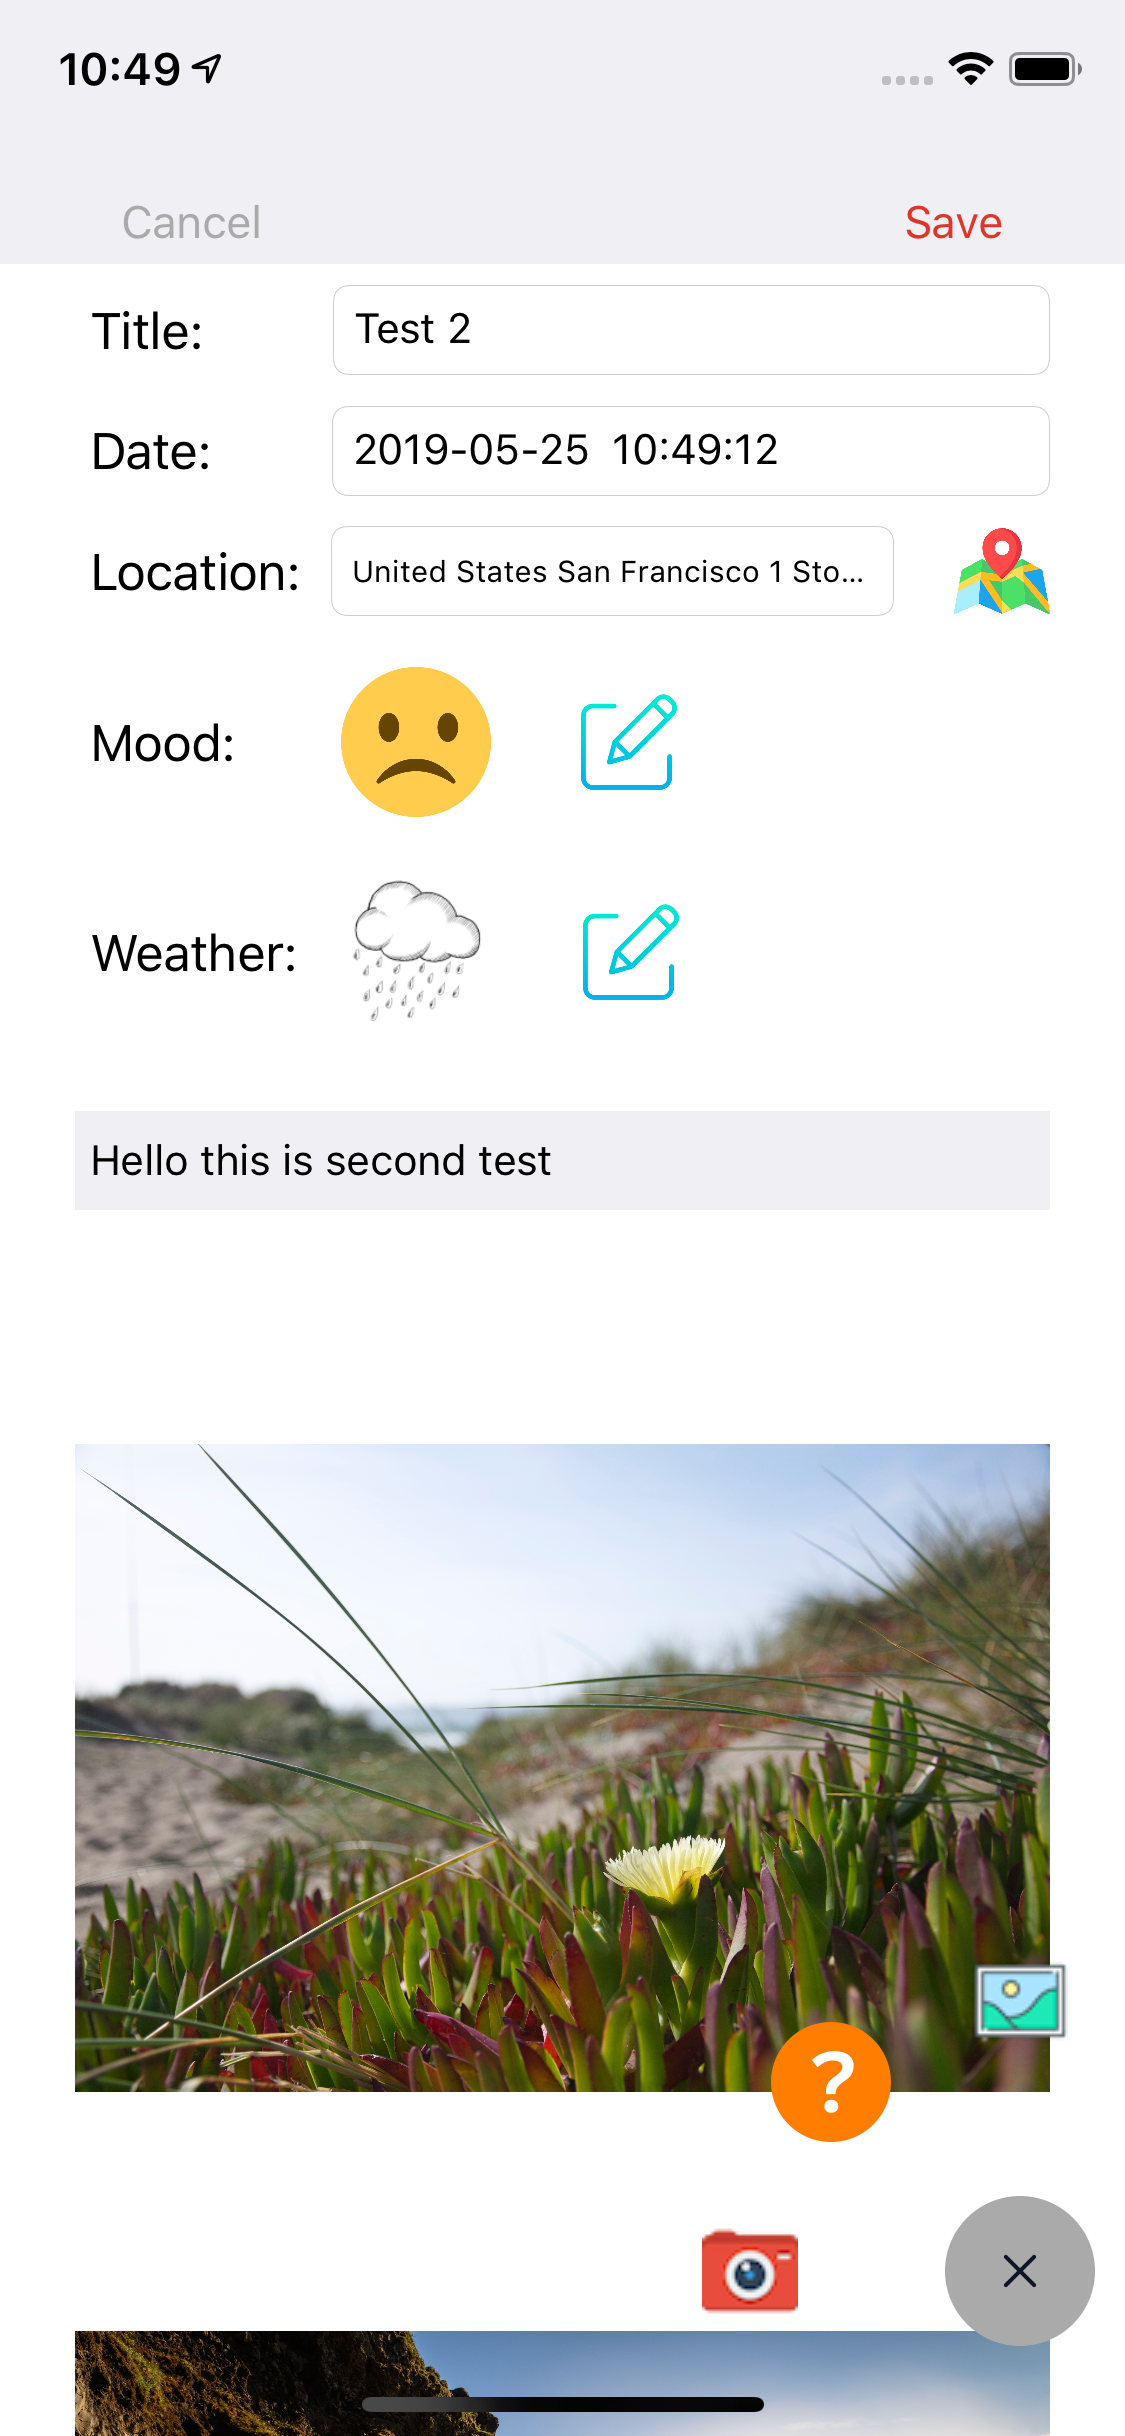 10:49
Cancel Save
Title: Test 2
Date: 2019-05-25 10:49:12
Location: United States San Francisco 1 Sto...
Mood:
Weather:
Hello this is second test
?